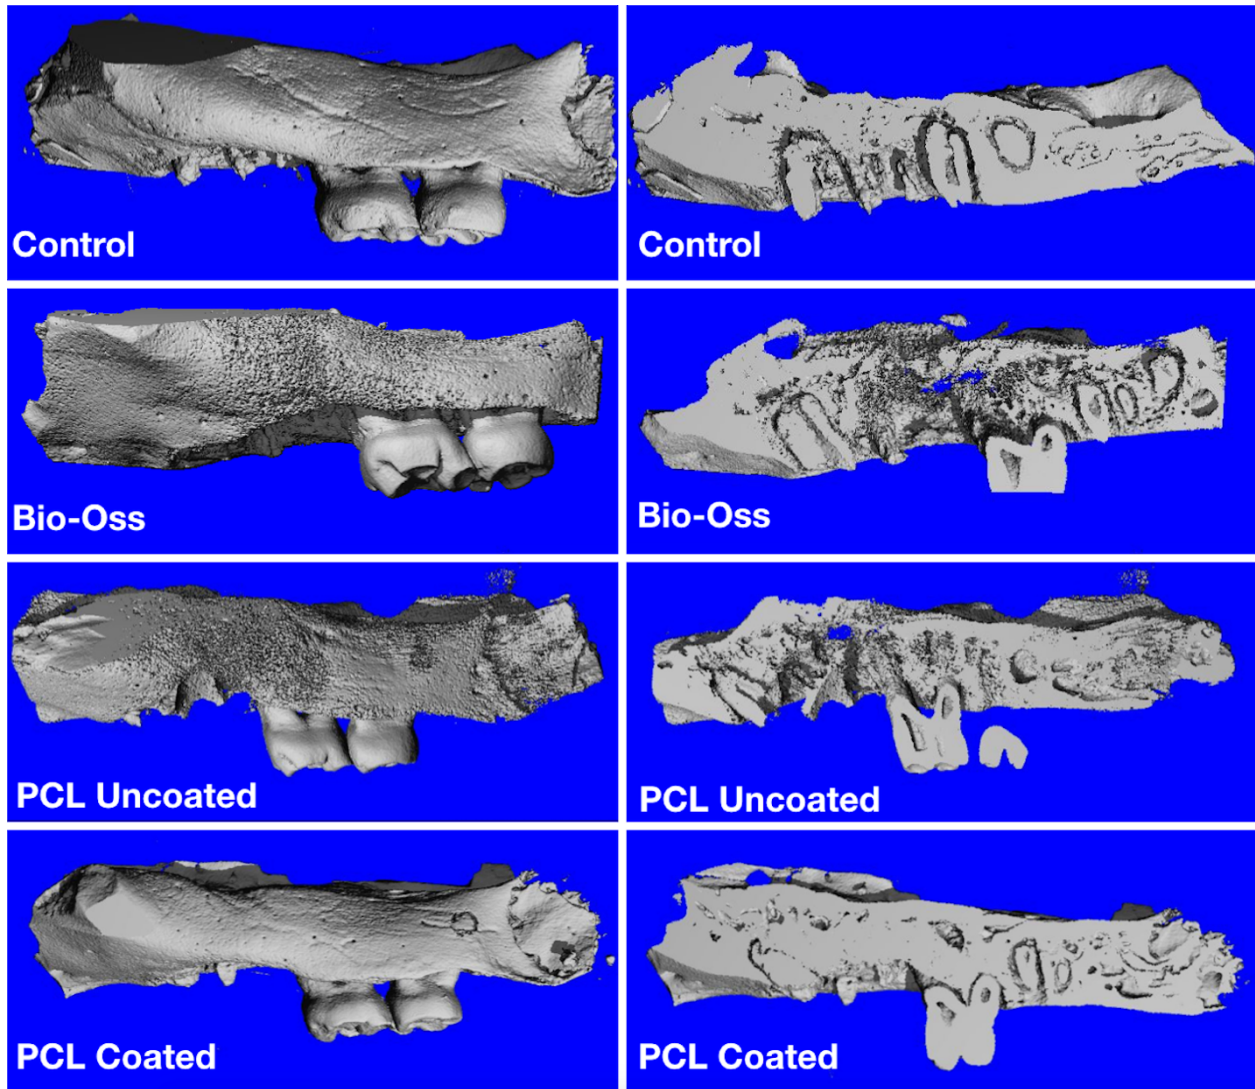 Control
Control
Bio-Oss
Bio-Oss
PCL Uncoated
PCL Uncoated
PCL Coated
PCL Coated